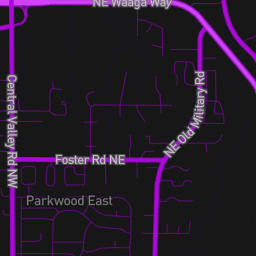 NE Waaga Way
Central Valley Rd NW
NE Old Military Rd
Foster Rd NE
Parkwood East